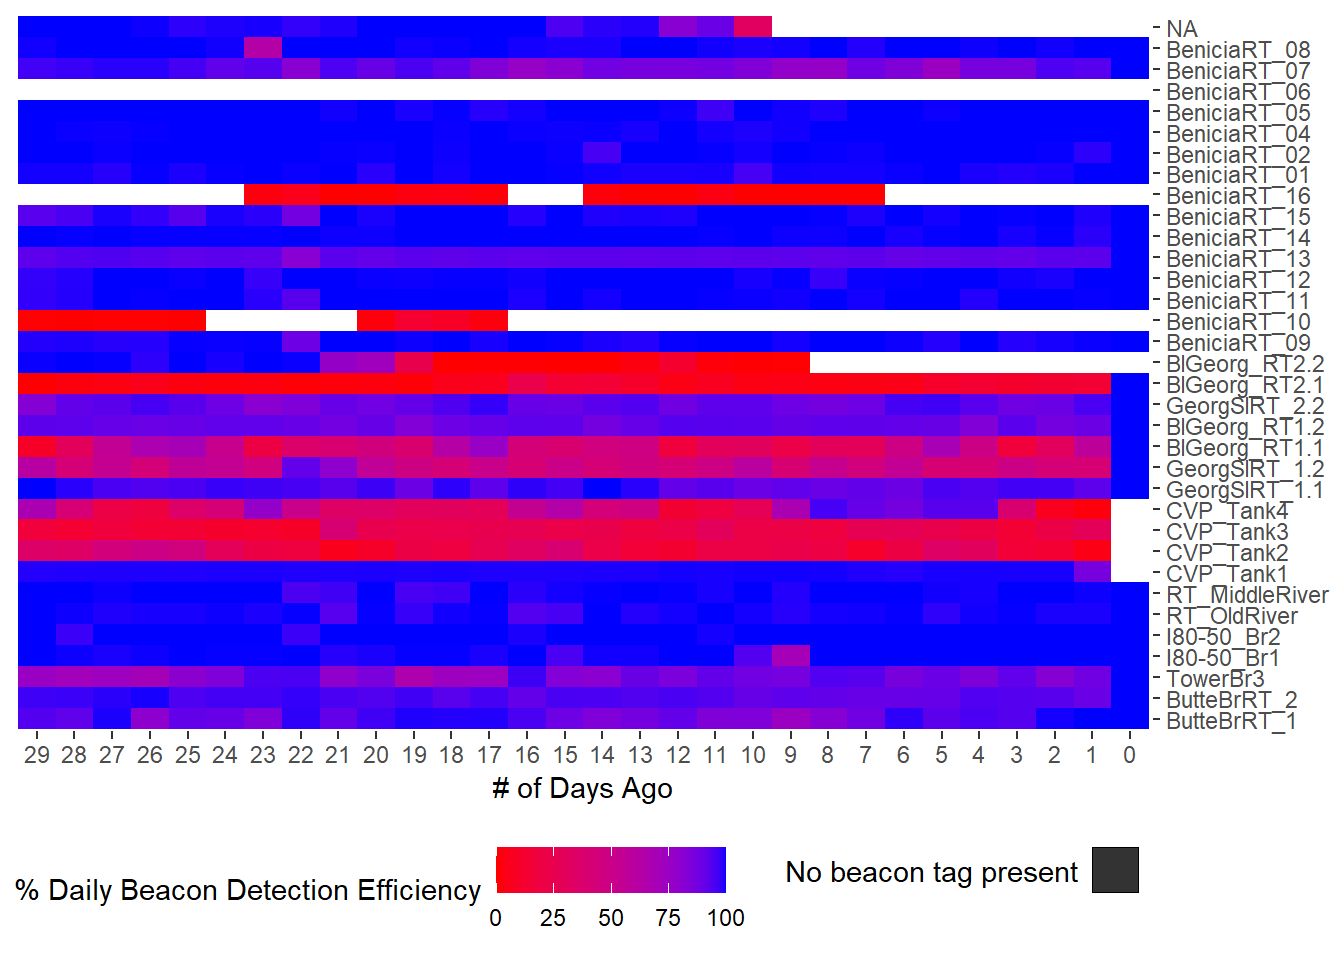 NA
BeniciaRT_08
BeniciaRT_07
BeniciaRT_06
BeniciaRT_05
BeniciaRT_04
BeniciaRT_02
BeniciaRT_01
BeniciaRT_16
BeniciaRT_15
BeniciaRT_14
BeniciaRT_13
BeniciaRT_12
BeniciaRT_11
BeniciaRT_10
BeniciaRT_09
BlGeorg_RT2.2
BlGeorg_RT2.1
GeorgSlRT_2.2
BlGeorg_RT1.2
BlGeorg_RT1.1
GeorgSlRT_1.2
GeorgSlRT_1.1
CVP_Tank4
CVP_Tank3
CVP_Tank2
CVP_Tank1
RT_MiddleRiver
RT_OldRiver
I80-50_Br2
I80-50_Br1
TowerBr3
ButteBrRT_2
ButteBrRT_1
29 28 27 26 25 24 23 22 21 20 19 18 17 16 15 14 13 12 11 10 9 8 7 6 5 4 3 2 1 0
# of Days Ago
% Daily Beacon Detection Efficiency
0 25 50 75 100
No beacon tag present